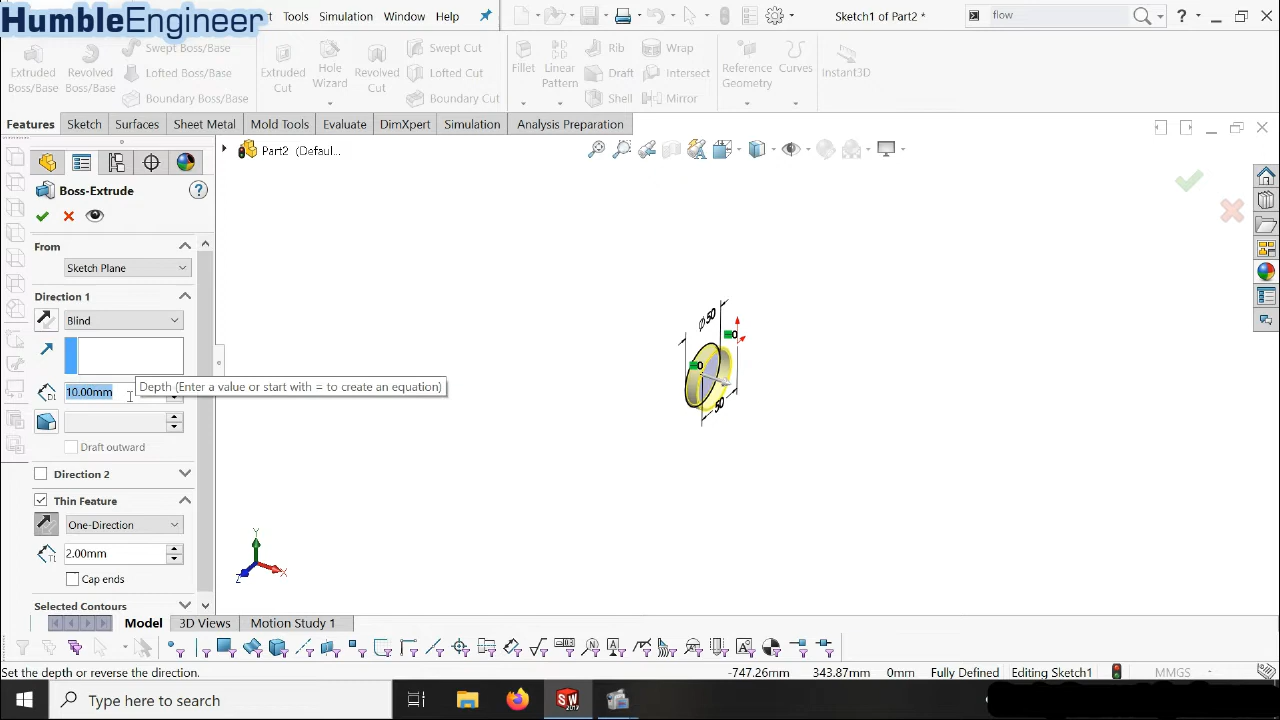 HumbleEngineer
Tools Simulation Window Help
Sketch1 of Part2 *
flow
Extruded Boss/Base
Revolved Boss/Base
Swept Boss/Base
Lofted Boss/Base
Boundary Boss/Base
Extruded Cut
Hole Wizard
Revolved Cut
Swept Cut
Lofted Cut
Boundary Cut
Fillet
Linear Pattern
Rib
Draft
Shell
Wrap
Intersect
Mirror
Reference Geometry
Curves
Instant3D
Features Sketch Surfaces Sheet Metal Mold Tools Evaluate DimXpert Simulation Analysis Preparation
Part2 (Defaul...
Boss-Extrude
From
Sketch Plane
Direction 1
Blind
10.00mm
Depth (Enter a value or start with = to create an equation)
Draft outward
Direction 2
Thin Feature
One-Direction
2.00mm
Cap ends
Selected Contours
Ø50
50
Y
Z
X
Model 3D Views Motion Study 1
Set the depth or reverse the direction.
-747.26mm 343.87mm 0mm Fully Defined Editing Sketch1 MMGS
Type here to search
SW
2017